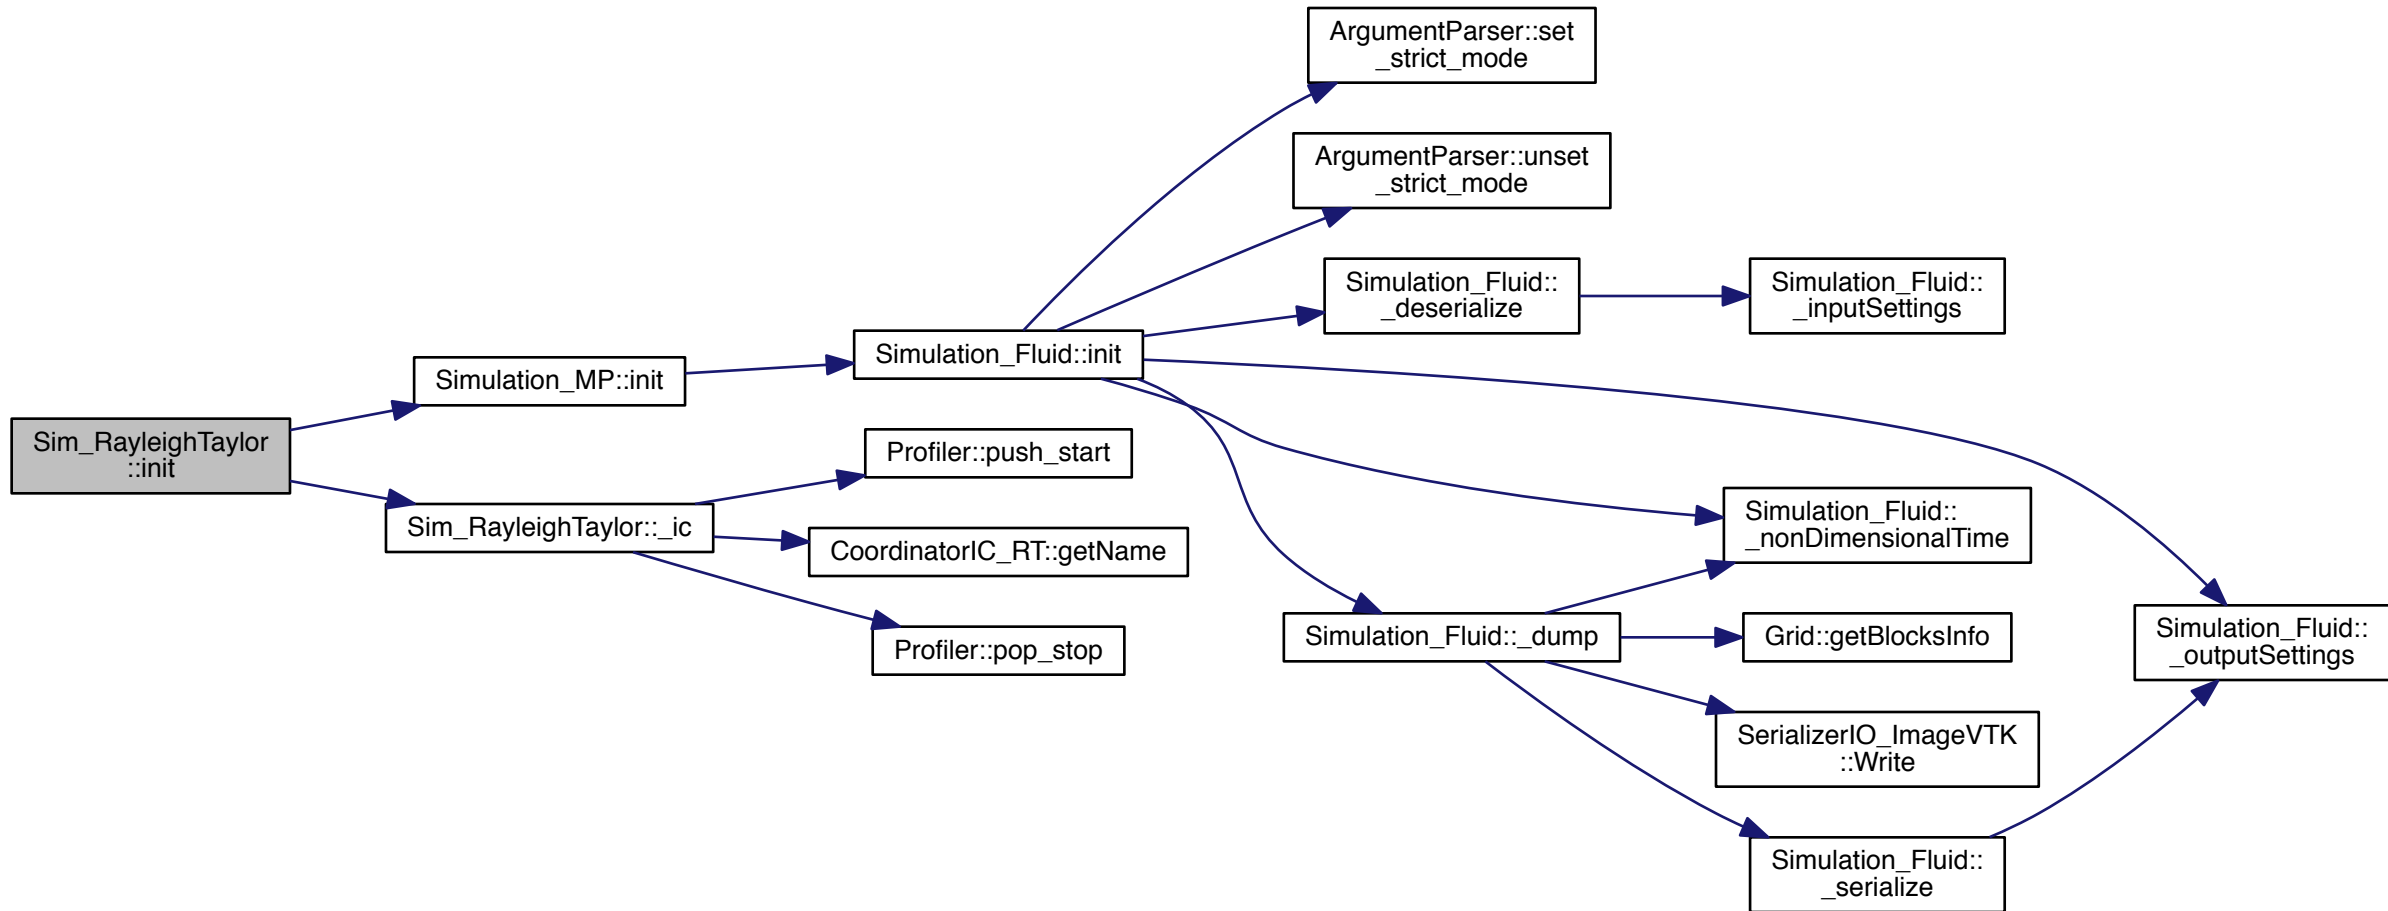 Sim_RayleighTaylor
::init
Simulation_MP::init
Sim_RayleighTaylor::_ic
Simulation_Fluid::init
Profiler::push_start
CoordinatorIC_RT::getName
Profiler::pop_stop
ArgumentParser::set
_strict_mode
ArgumentParser::unset
_strict_mode
Simulation_Fluid::
_deserialize
Simulation_Fluid::_dump
Simulation_Fluid::
_inputSettings
Simulation_Fluid::
_nonDimensionalTime
Grid::getBlocksInfo
SerializerIO_ImageVTK
::Write
Simulation_Fluid::
_serialize
Simulation_Fluid::
_outputSettings